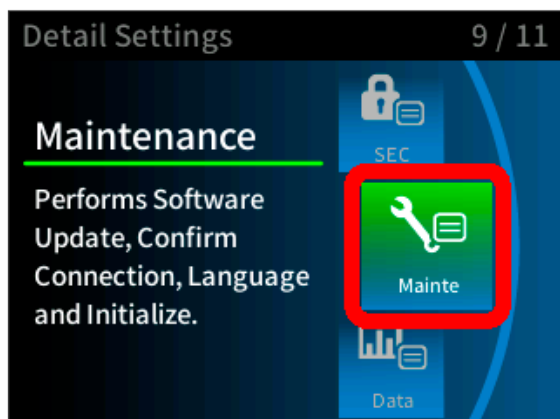 Detail Settings 9 / 11
Maintenance
Performs Software
Update, Confirm
Connection, Language
and Initialize.
SEC
Mainte
Data